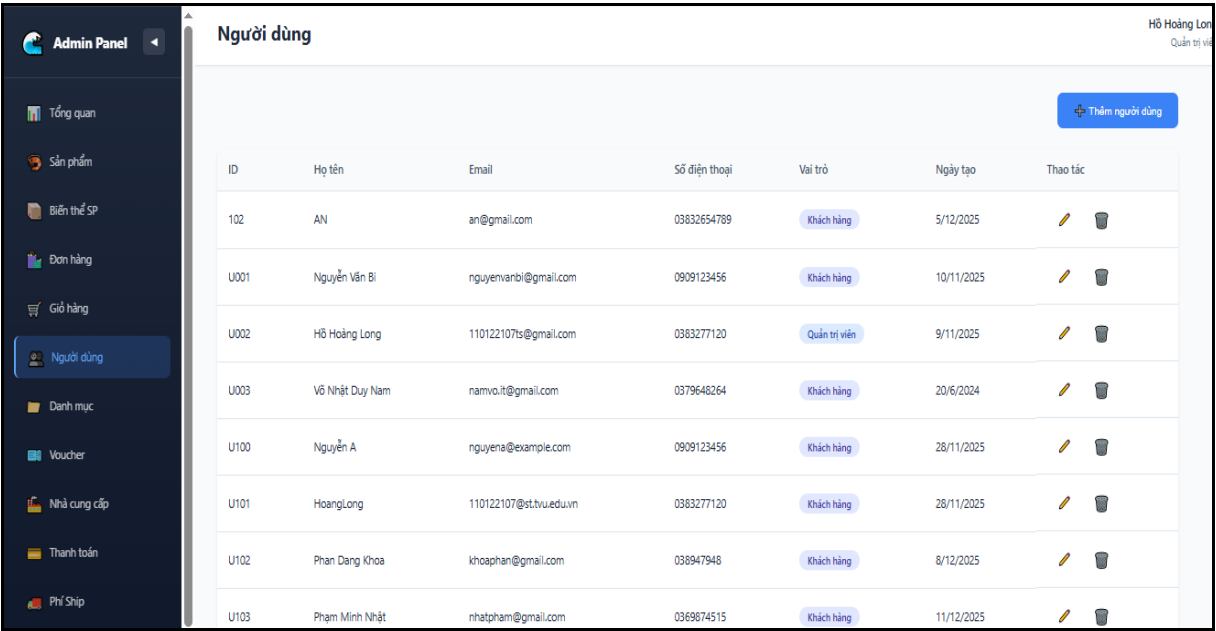 Admin Panel
Người dùng
Hồ Hoàng Lon
Quản trị viê
Tổng quan
Sản phẩm
Biến thể SP
Đơn hàng
Giỏ hàng
Người dùng
Danh mục
Voucher
Nhà cung cấp
Thanh toán
Phí Ship
Thêm người dùng
ID Họ tên Email Số điện thoại Vai trò Ngày tạo Thao tác
102 AN an@gmail.com 03832654789 Khách hàng 5/12/2025
U001 Nguyễn Văn Bi nguyenvanbi@gmail.com 0909123456 Khách hàng 10/11/2025
U002 Hồ Hoàng Long 110122107ts@gmail.com 0383277120 Quản trị viên 9/11/2025
U003 Võ Nhật Duy Nam namvo.it@gmail.com 0379648264 Khách hàng 20/6/2024
U100 Nguyễn A nguyena@example.com 0909123456 Khách hàng 28/11/2025
U101 HoangLong 110122107@st.tvu.edu.vn 0383277120 Khách hàng 28/11/2025
U102 Phan Dang Khoa khoaphan@gmail.com 038947948 Khách hàng 8/12/2025
U103 Phạm Minh Nhật nhatpham@gmail.com 0369874515 Khách hàng 11/12/2025